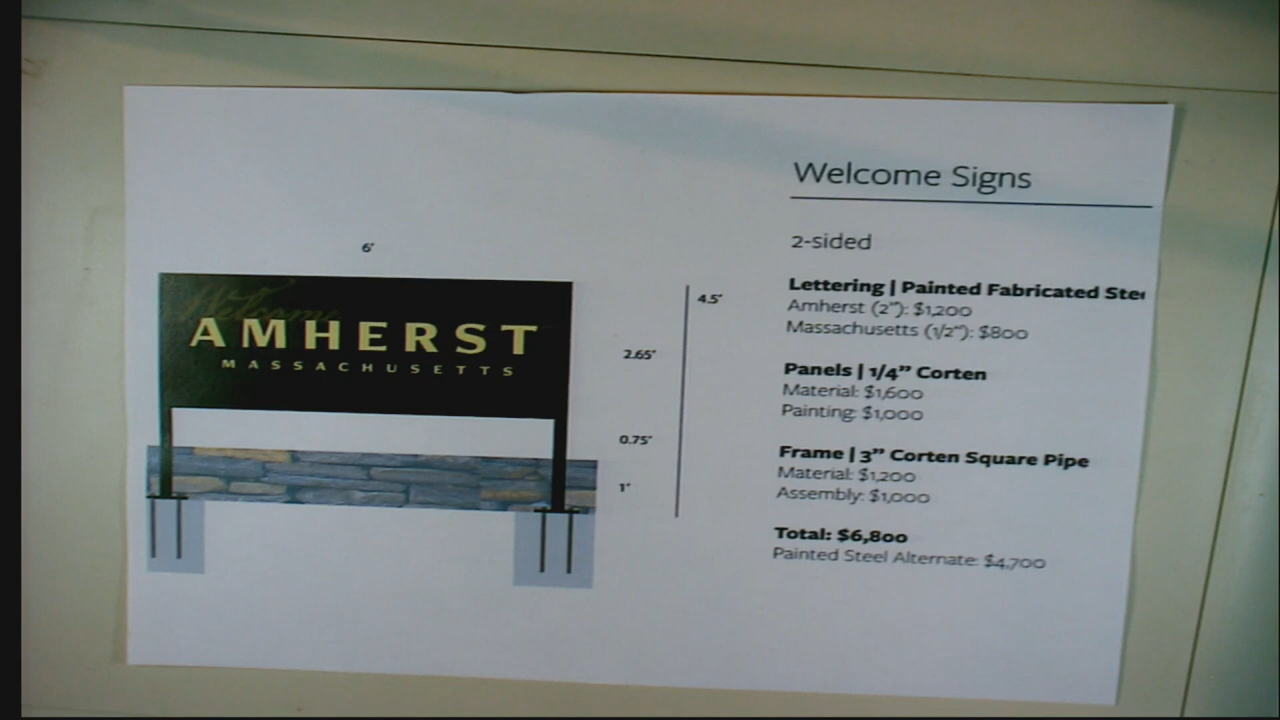 Welcome Signs
2-sided
6'
Lettering | Painted Fabricated
Amherst (2"): $1,200
Massachusetts (1/2"): $800
Panels | 1/4" Corten
Material: $1,600
Painting: $1,000
Frame | 3" Corten Square Pipe
Material: $1,200
Assembly: $1,000
Total: $6,800
Painted Steel Alternate: $4,700
Welcome
AMHERST
MASSACHUSETTS
4.5'
2.65'
0.75'
1'